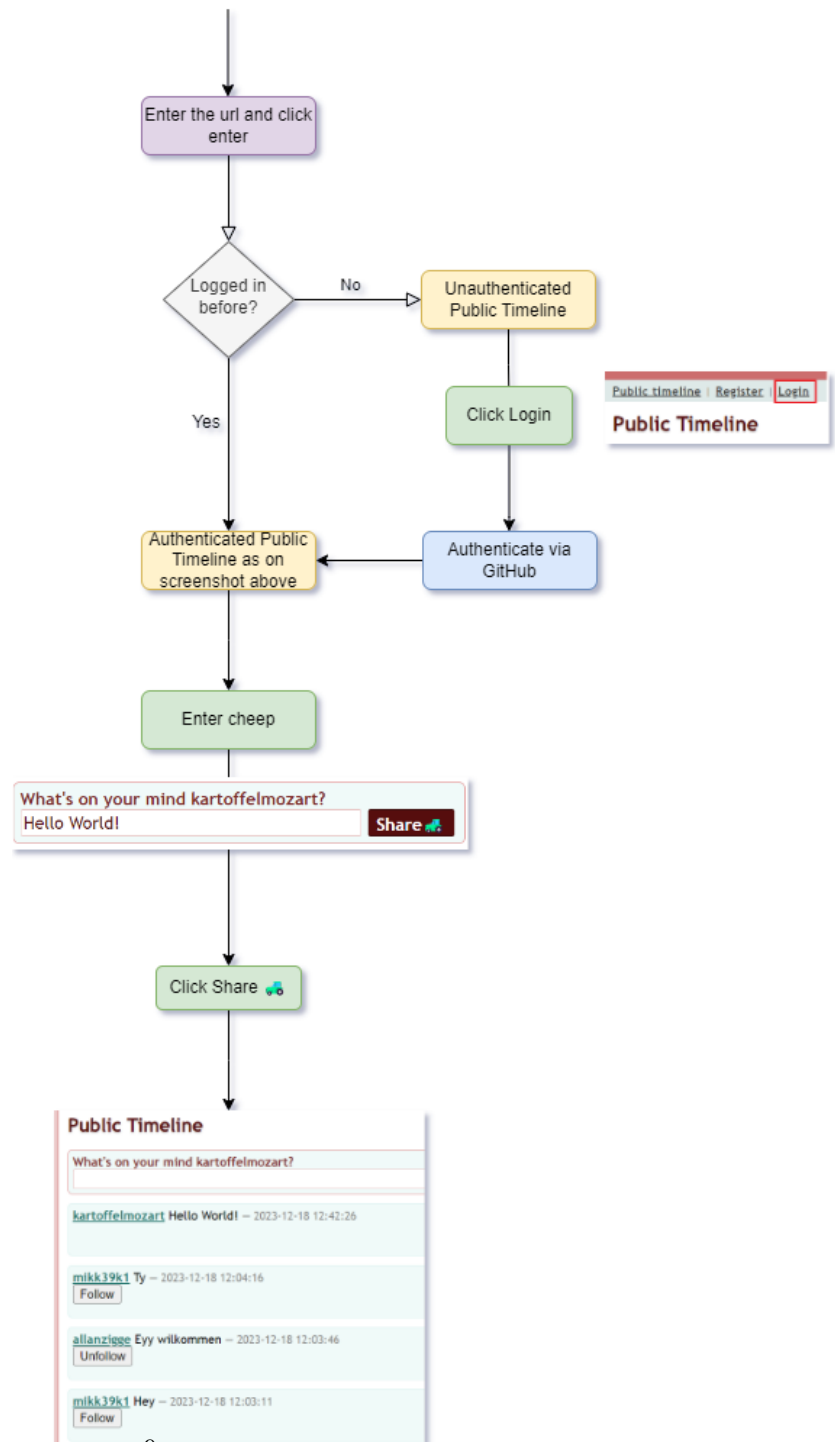 Enter the url and click
enter
Logged in
before?
No
Unauthenticated
Public Timeline
Public timeline | Register | Login
Public Timeline
Click Login
Yes
Authenticated Public
Timeline as on
screenshot above
Authenticate via
GitHub
Enter cheep
What's on your mind kartoffelmozart?
Hello World!
Share
Click Share
Public Timeline
What's on your mind kartoffelmozart?
kartoffelmozart Hello World! — 2023-12-18 12:42:26
mikk39k1 Ty — 2023-12-18 12:04:16
Follow
allanzigge Eyy wilkommen — 2023-12-18 12:03:46
Unfollow
mikk39k1 Hey — 2023-12-18 12:03:11
Follow